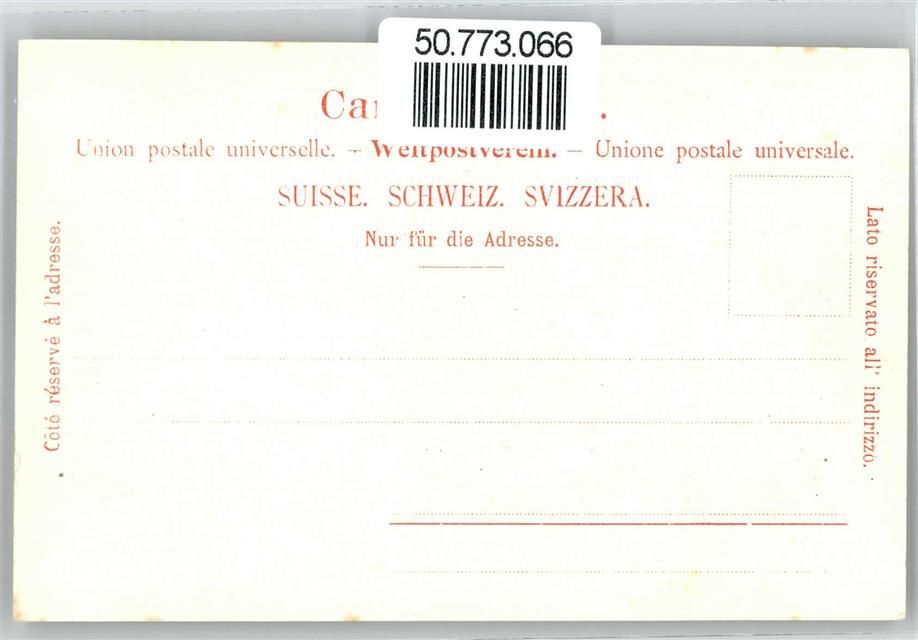 50.773.066
Union postale universelle. – Weltpostverein. – Unione postale universale.
SUISSE. SCHWEIZ. SVIZZERA.
Nur für die Adresse.
Côté réservé à l'adresse.
Lato riservato all' indirizzo.